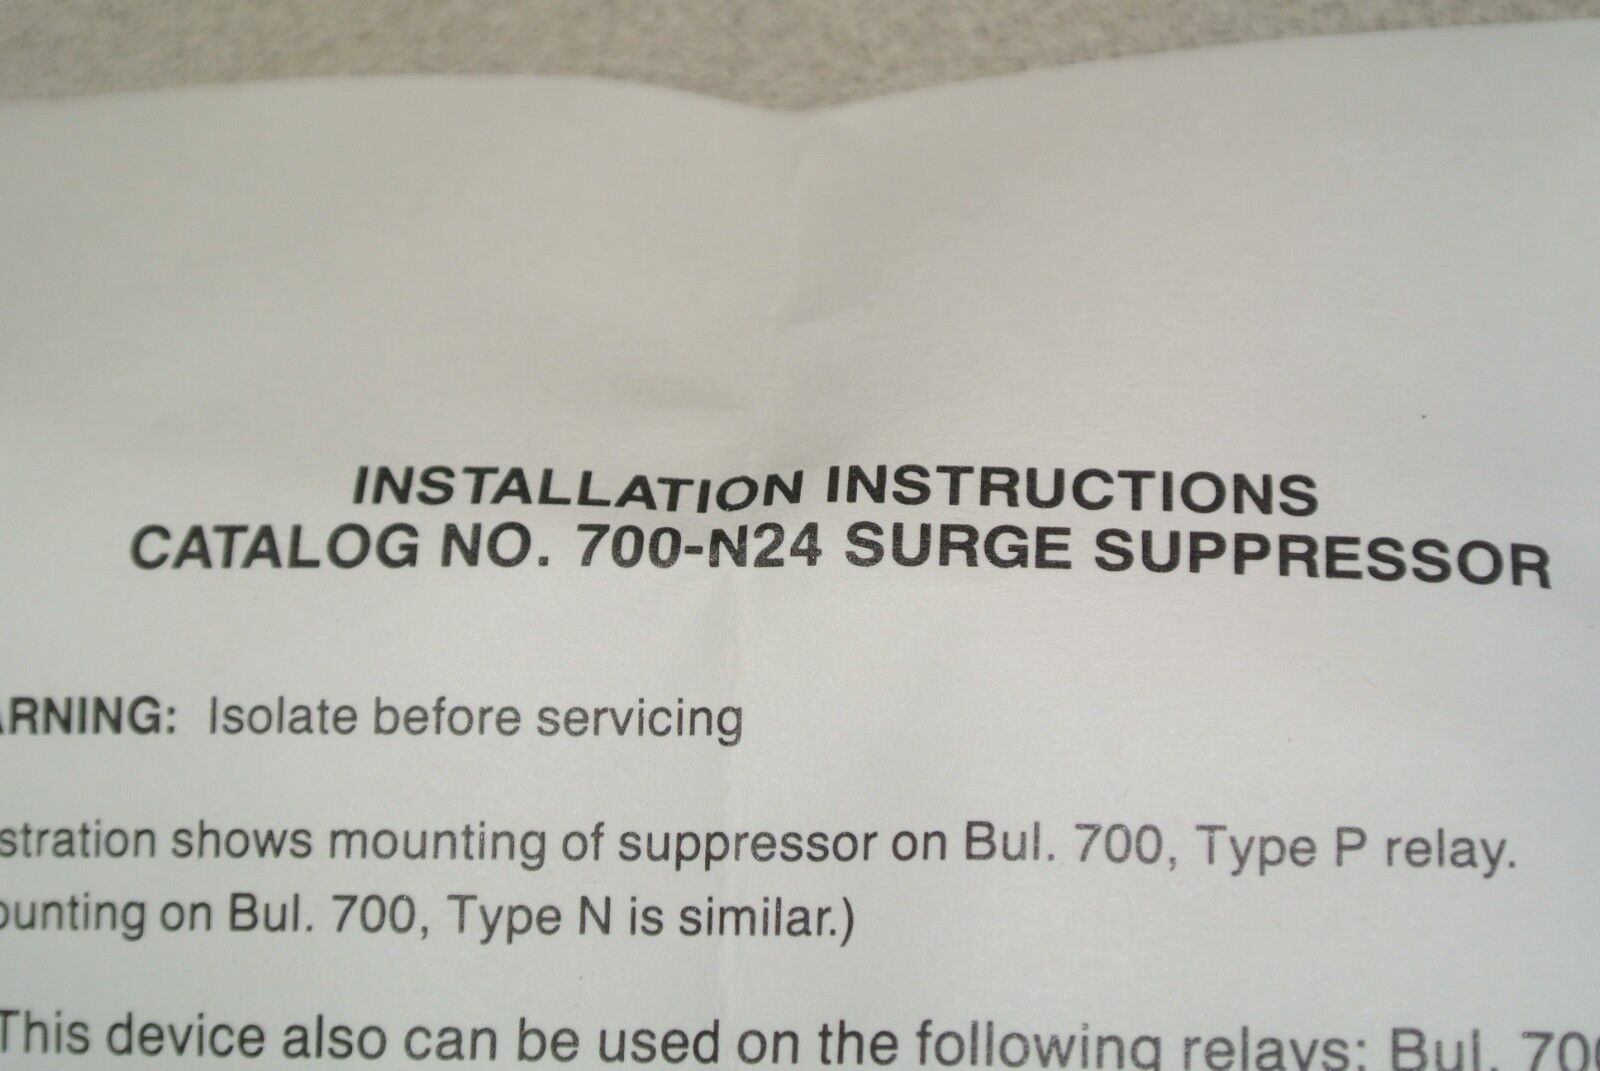 INSTALLATION INSTRUCTIONS
CATALOG NO. 700-N24 SURGE SUPPRESSOR
ARNING: Isolate before servicing
stration shows mounting of suppressor on Bul. 700, Type P relay.
ounting on Bul. 700, Type N is similar.)
This device also can be used on the following relays: Bul. 700